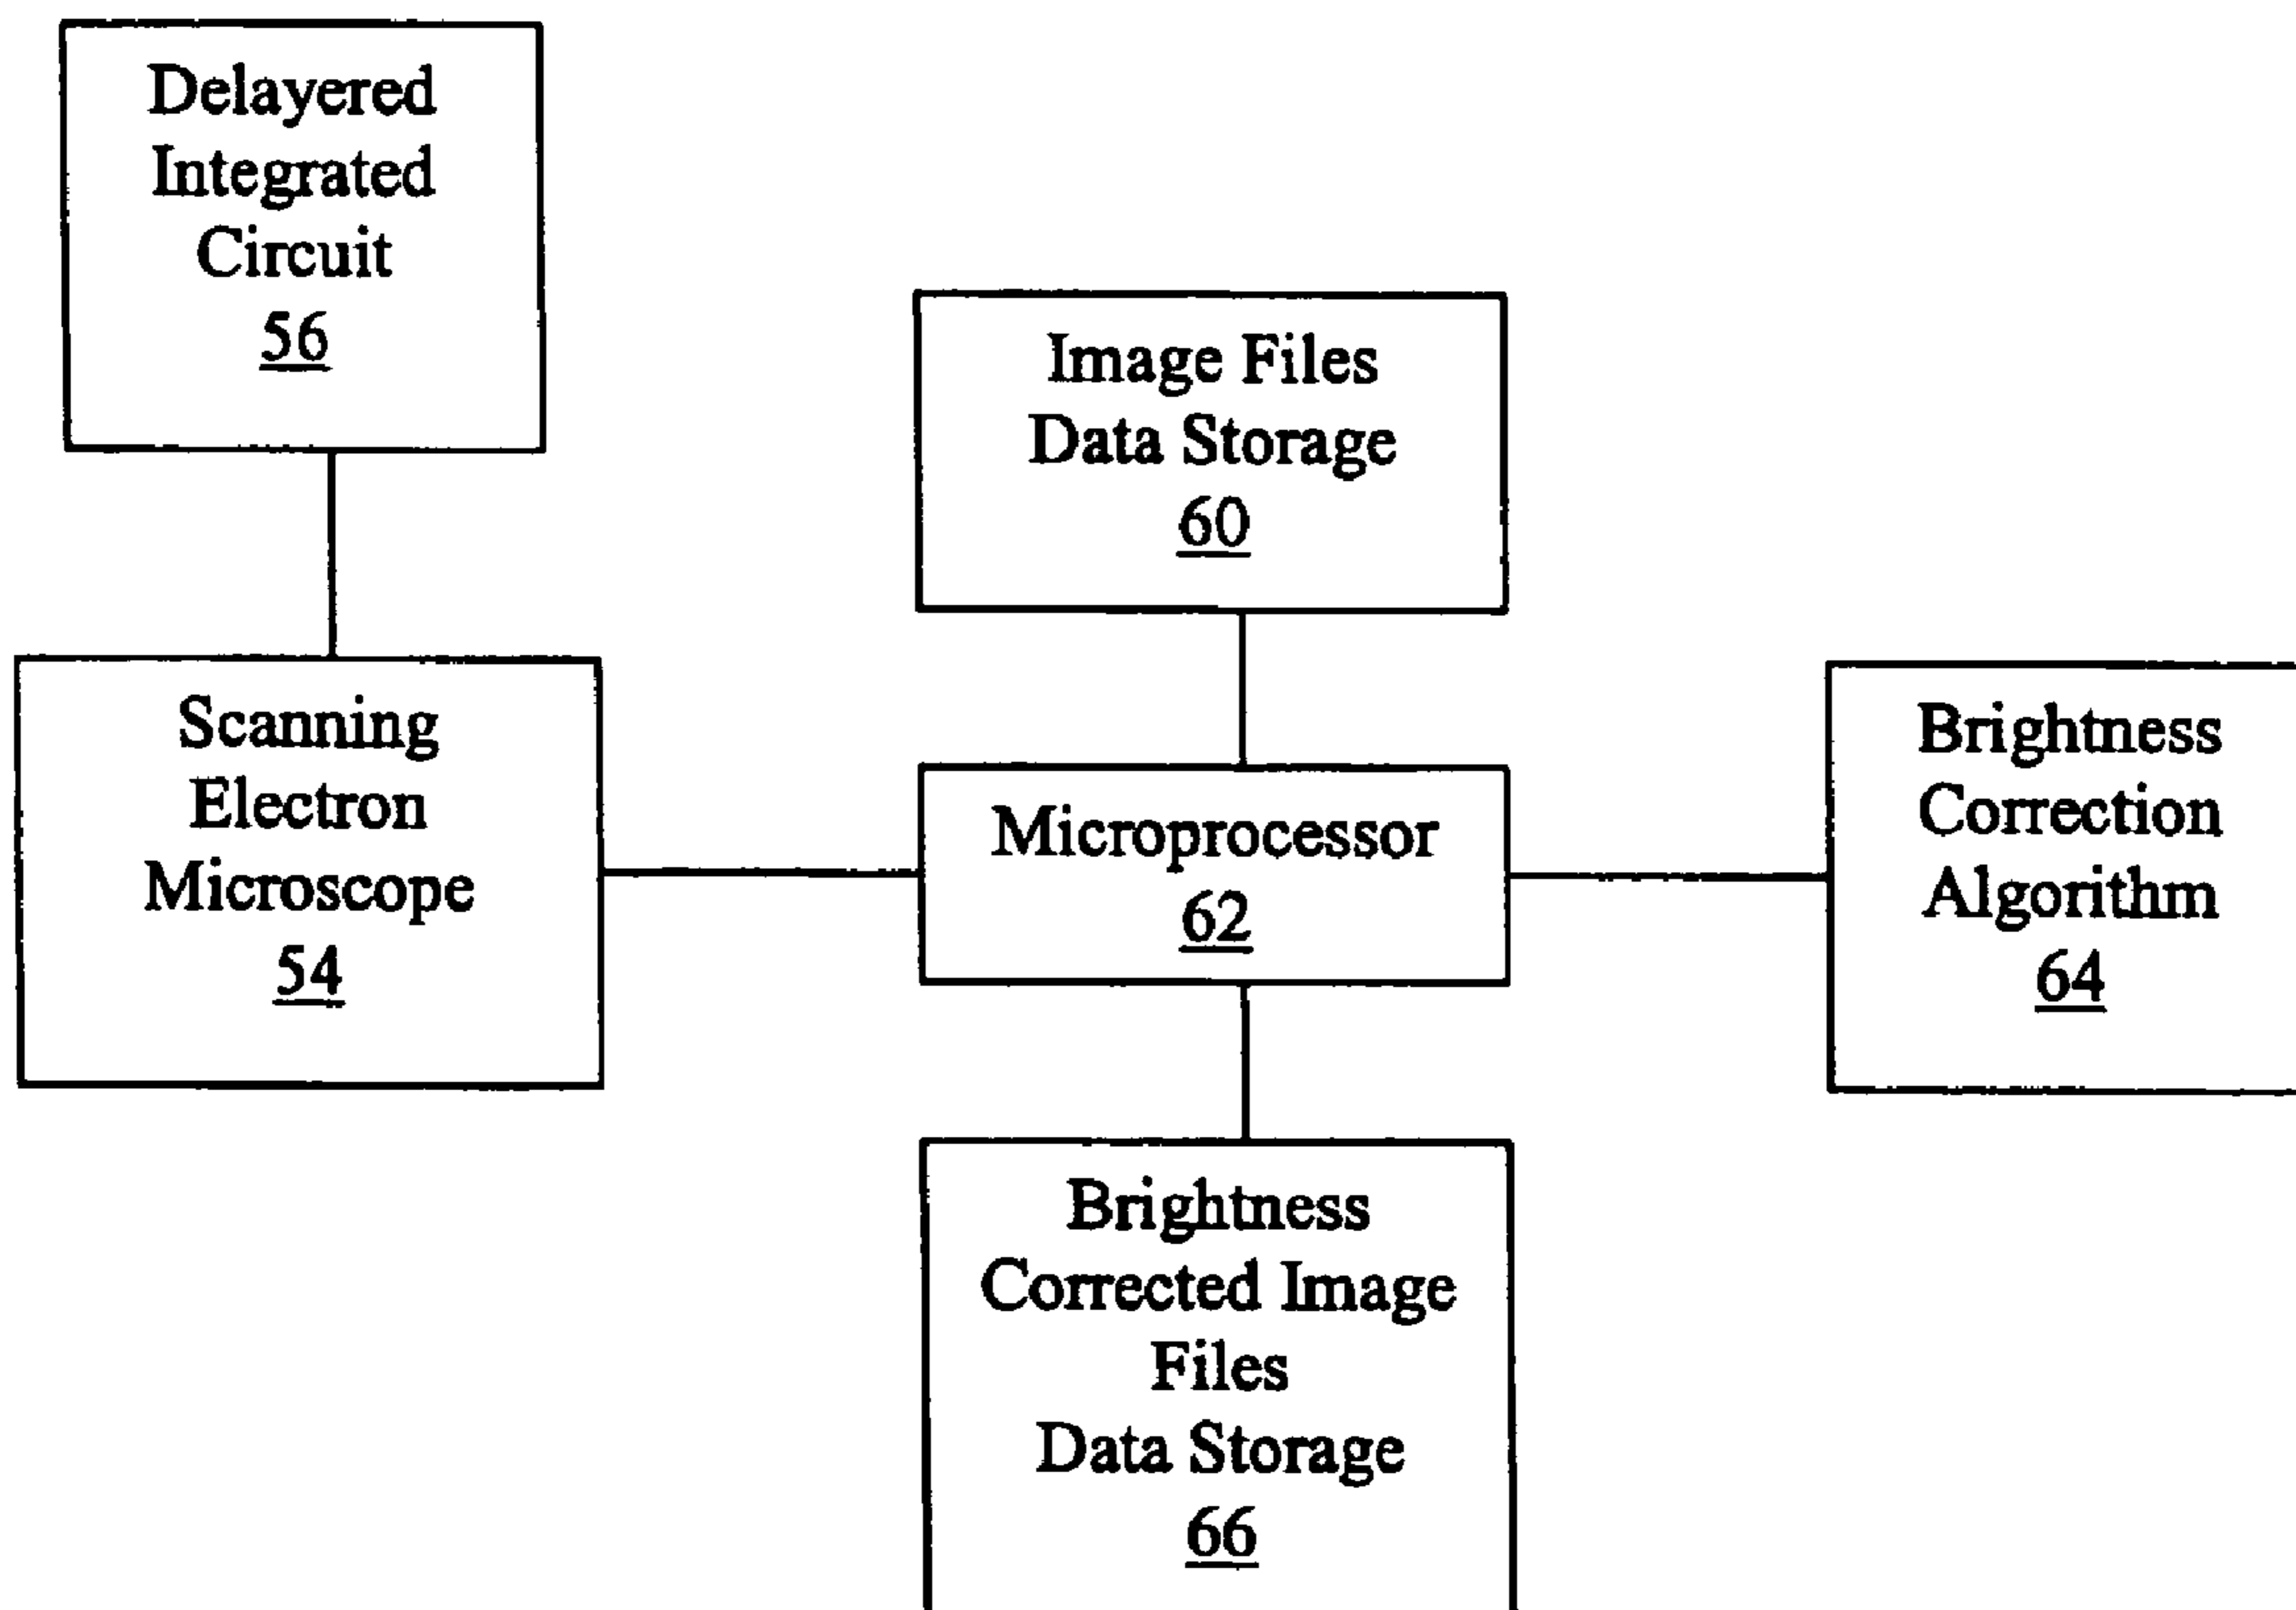 Delayered
Integrated
Circuit
56
Image Files
Data Storage
60
Scanning
Electron
Microscope
54
Microprocessor
62
Brightness
Correction
Algorithm
64
Brightness
Corrected Image
Files
Data Storage
66